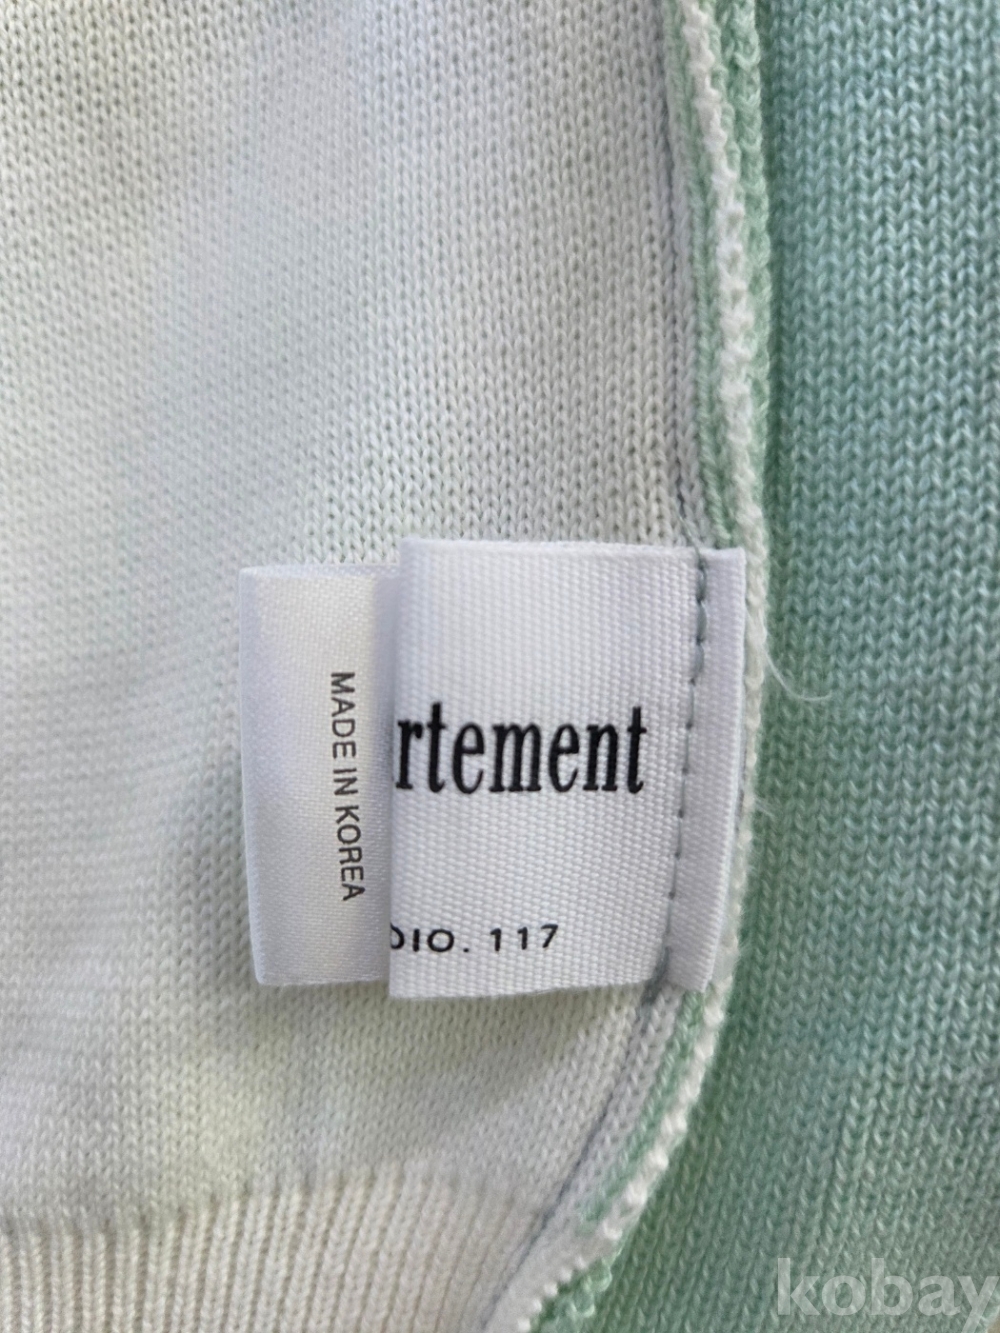 MADE IN KOREA
rtement
DIO. 117
kobay